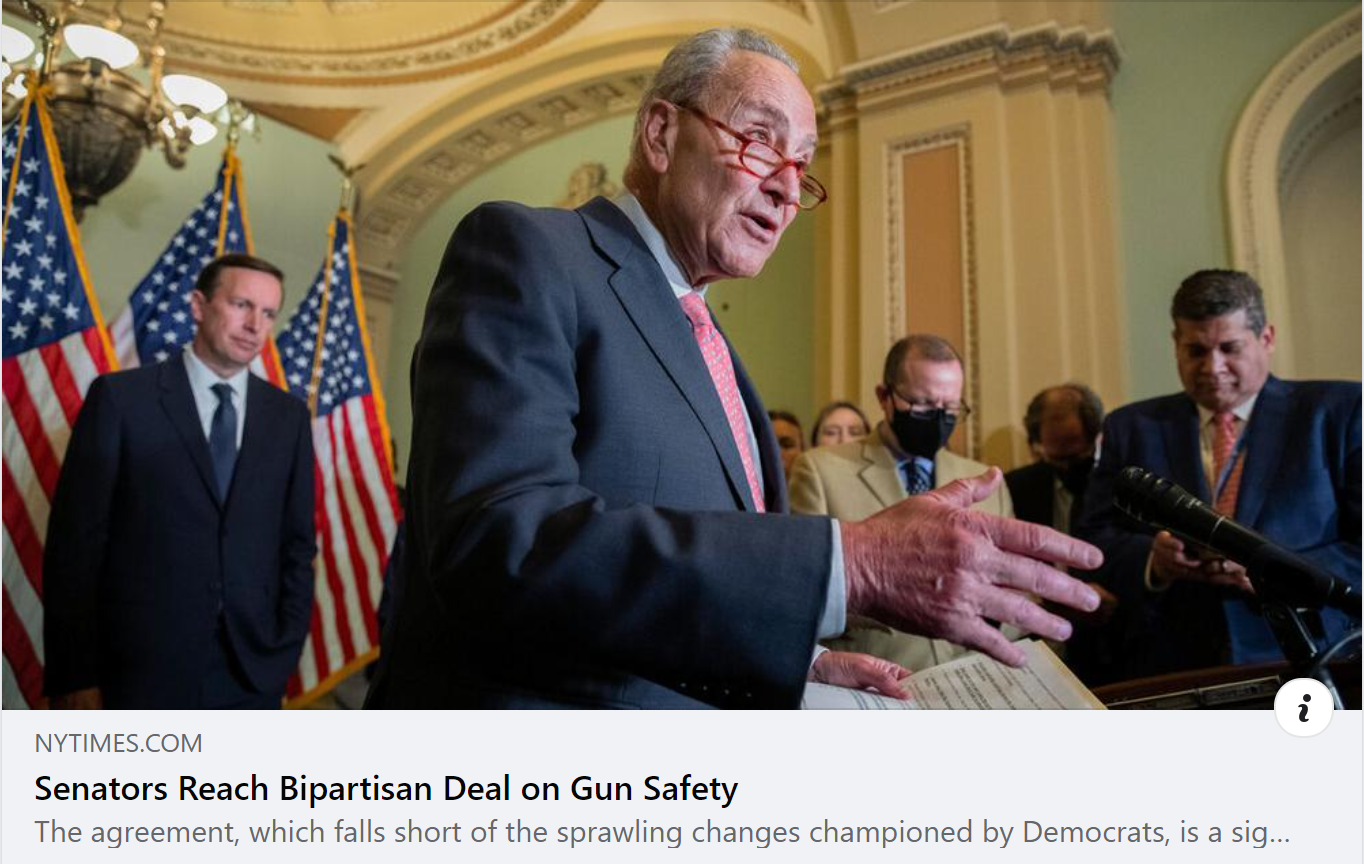 NYTIMES.COM
Senators Reach Bipartisan Deal on Gun Safety
The agreement, which falls short of the sprawling changes championed by Democrats, is a sig...